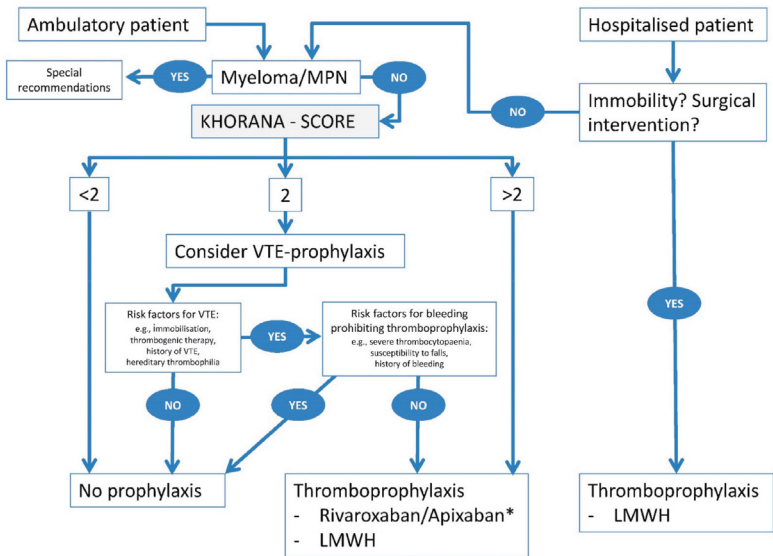 Ambulatory patient
Hospitalised patient
Special
recommendations
YES
Myeloma/MPN
NO
NO
Immobility? Surgical
intervention?
KHORANA - SCORE
<2
2
>2
Consider VTE-prophylaxis
Risk factors for VTE:
e.g., immobilisation,
thrombogenic therapy,
history of VTE,
hereditary thrombophilia
YES
Risk factors for bleeding
prohibiting thromboprophylaxis:
e.g., severe thrombocytopaenia,
susceptibility to falls,
history of bleeding
YES
NO
YES
NO
No prophylaxis
Thromboprophylaxis
- Rivaroxaban/Apixaban*
- LMWH
Thromboprophylaxis
- LMWH